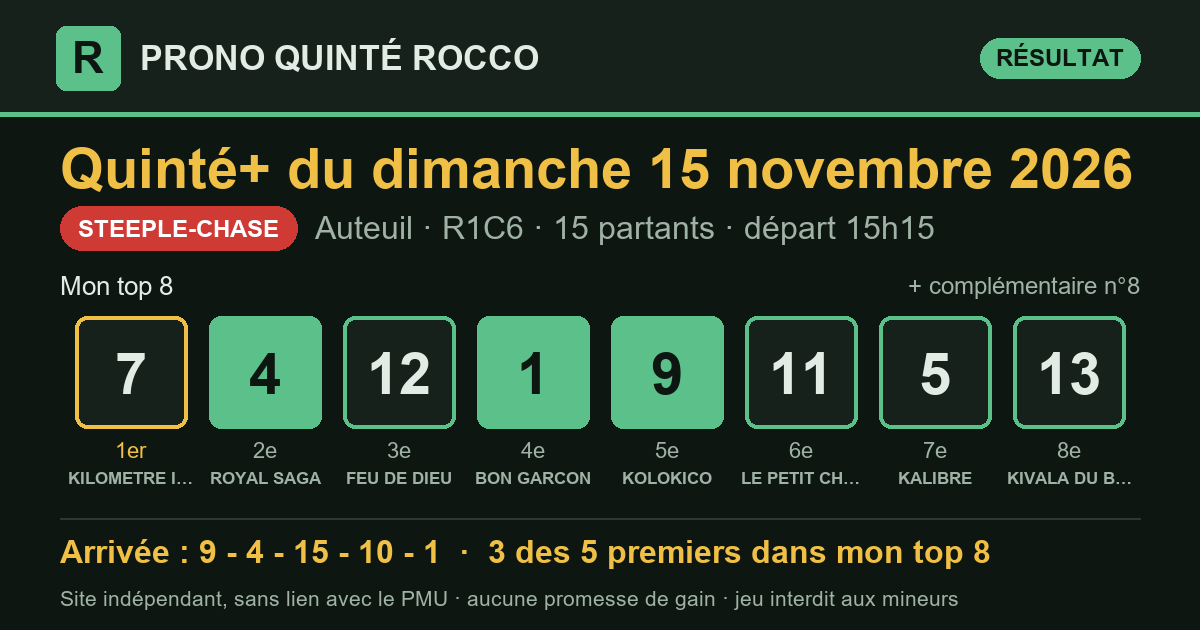 R PRONO QUINTÉ ROCCO RÉSULTAT
Quinté+ du dimanche 15 novembre 2026
STEEPLE-CHASE Auteuil · R1C6 · 15 partants · départ 15h15
Mon top 8 + complémentaire n°8
7 4 12 1 9 11 5 13
1er 2e 3e 4e 5e 6e 7e 8e
KILOMETRE I... ROYAL SAGA FEU DE DIEU BON GARCON KOLOKICO LE PETIT CH... KALIBRE KIVALA DU B...
Arrivée : 9 - 4 - 15 - 10 - 1 · 3 des 5 premiers dans mon top 8
Site indépendant, sans lien avec le PMU · aucune promesse de gain · jeu interdit aux mineurs